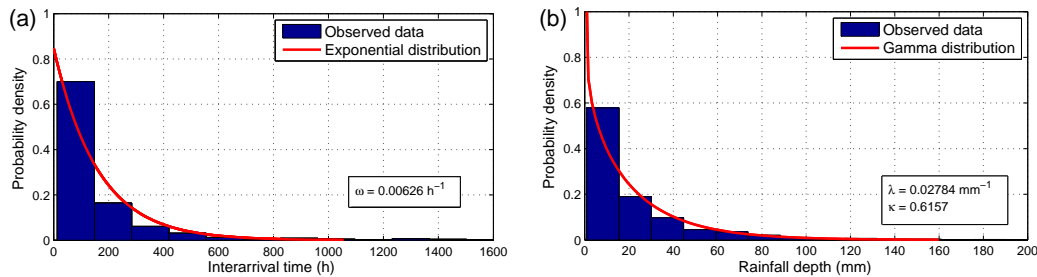 (a)
1
0.8
0.6
0.4
0.2
0
Probability density
Observed data
Exponential distribution
ω = 0.00626 h⁻¹
0 200 400 600 800 1000 1200 1400 1600
Interarrival time (h)
(b)
1
0.8
0.6
0.4
0.2
0
Probability density
Observed data
Gamma distribution
λ = 0.02784 mm⁻¹
κ = 0.6157
0 20 40 60 80 100 120 140 160 180 200
Rainfall depth (mm)